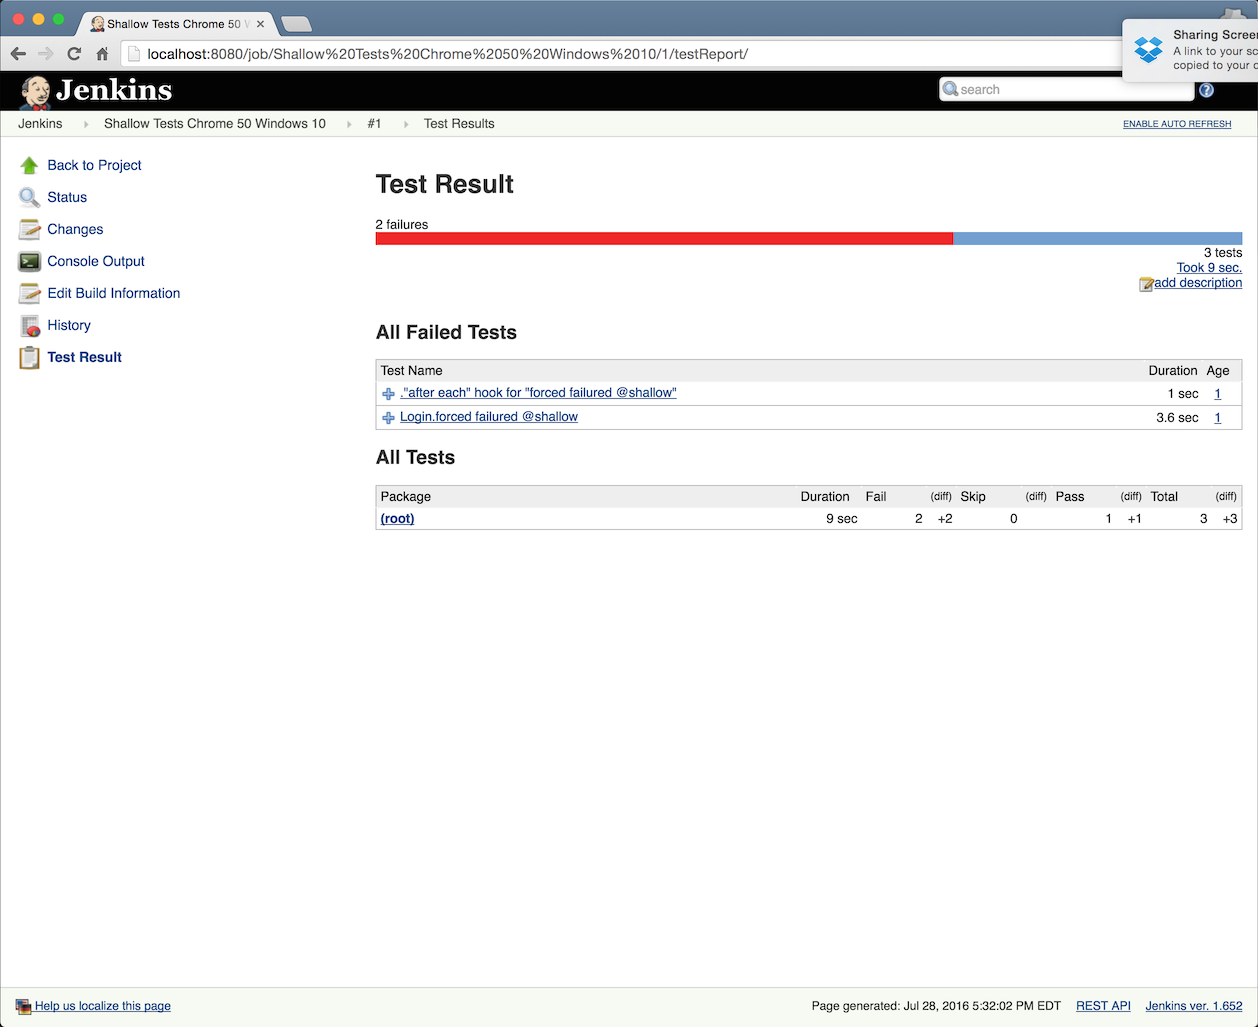 Shallow Tests Chrome 50
Sharing Screen
A link to your sc
copied to your c
localhost:8080/job/Shallow%20Tests%20Chrome%2050%20Windows%2010/1/testReport/
Jenkins
search
Jenkins Shallow Tests Chrome 50 Windows 10 #1 Test Results
ENABLE AUTO REFRESH
Back to Project
Status
Changes
Console Output
Edit Build Information
History
Test Result
Test Result
2 failures
3 tests
Took 9 sec.
add description
All Failed Tests
Test Name Duration Age
."after each" hook for "forced failured @shallow" 1 sec 1
Login.forced failured @shallow 3.6 sec 1
All Tests
Package Duration Fail (diff) Skip (diff) Pass (diff) Total (diff)
(root) 9 sec 2 +2 0 1 +1 3 +3
Help us localize this page
Page generated: Jul 28, 2016 5:32:02 PM EDT REST API Jenkins ver. 1.652